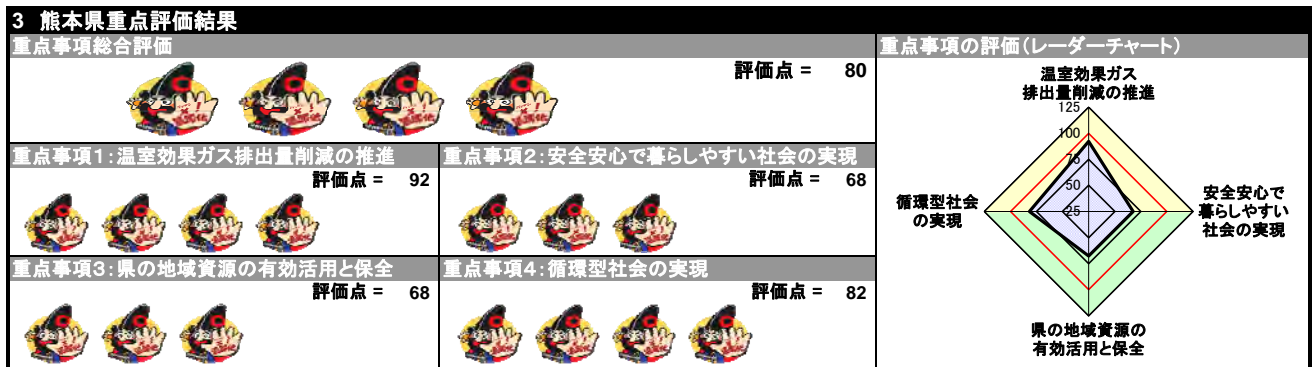 3 熊本県重点評価結果
重点事項総合評価
評価点 = 80
重点事項1:温室効果ガス排出量削減の推進
評価点 = 92
重点事項2:安全安心で暮らしやすい社会の実現
評価点 = 68
重点事項3:県の地域資源の有効活用と保全
評価点 = 68
重点事項4:循環型社会の実現
評価点 = 82
重点事項の評価(レーダーチャート)
温室効果ガス
排出量削減の推進
125
100
75
50
25
循環型社会
の実現
安全安心で
暮らしやすい
社会の実現
県の地域資源の
有効活用と保全